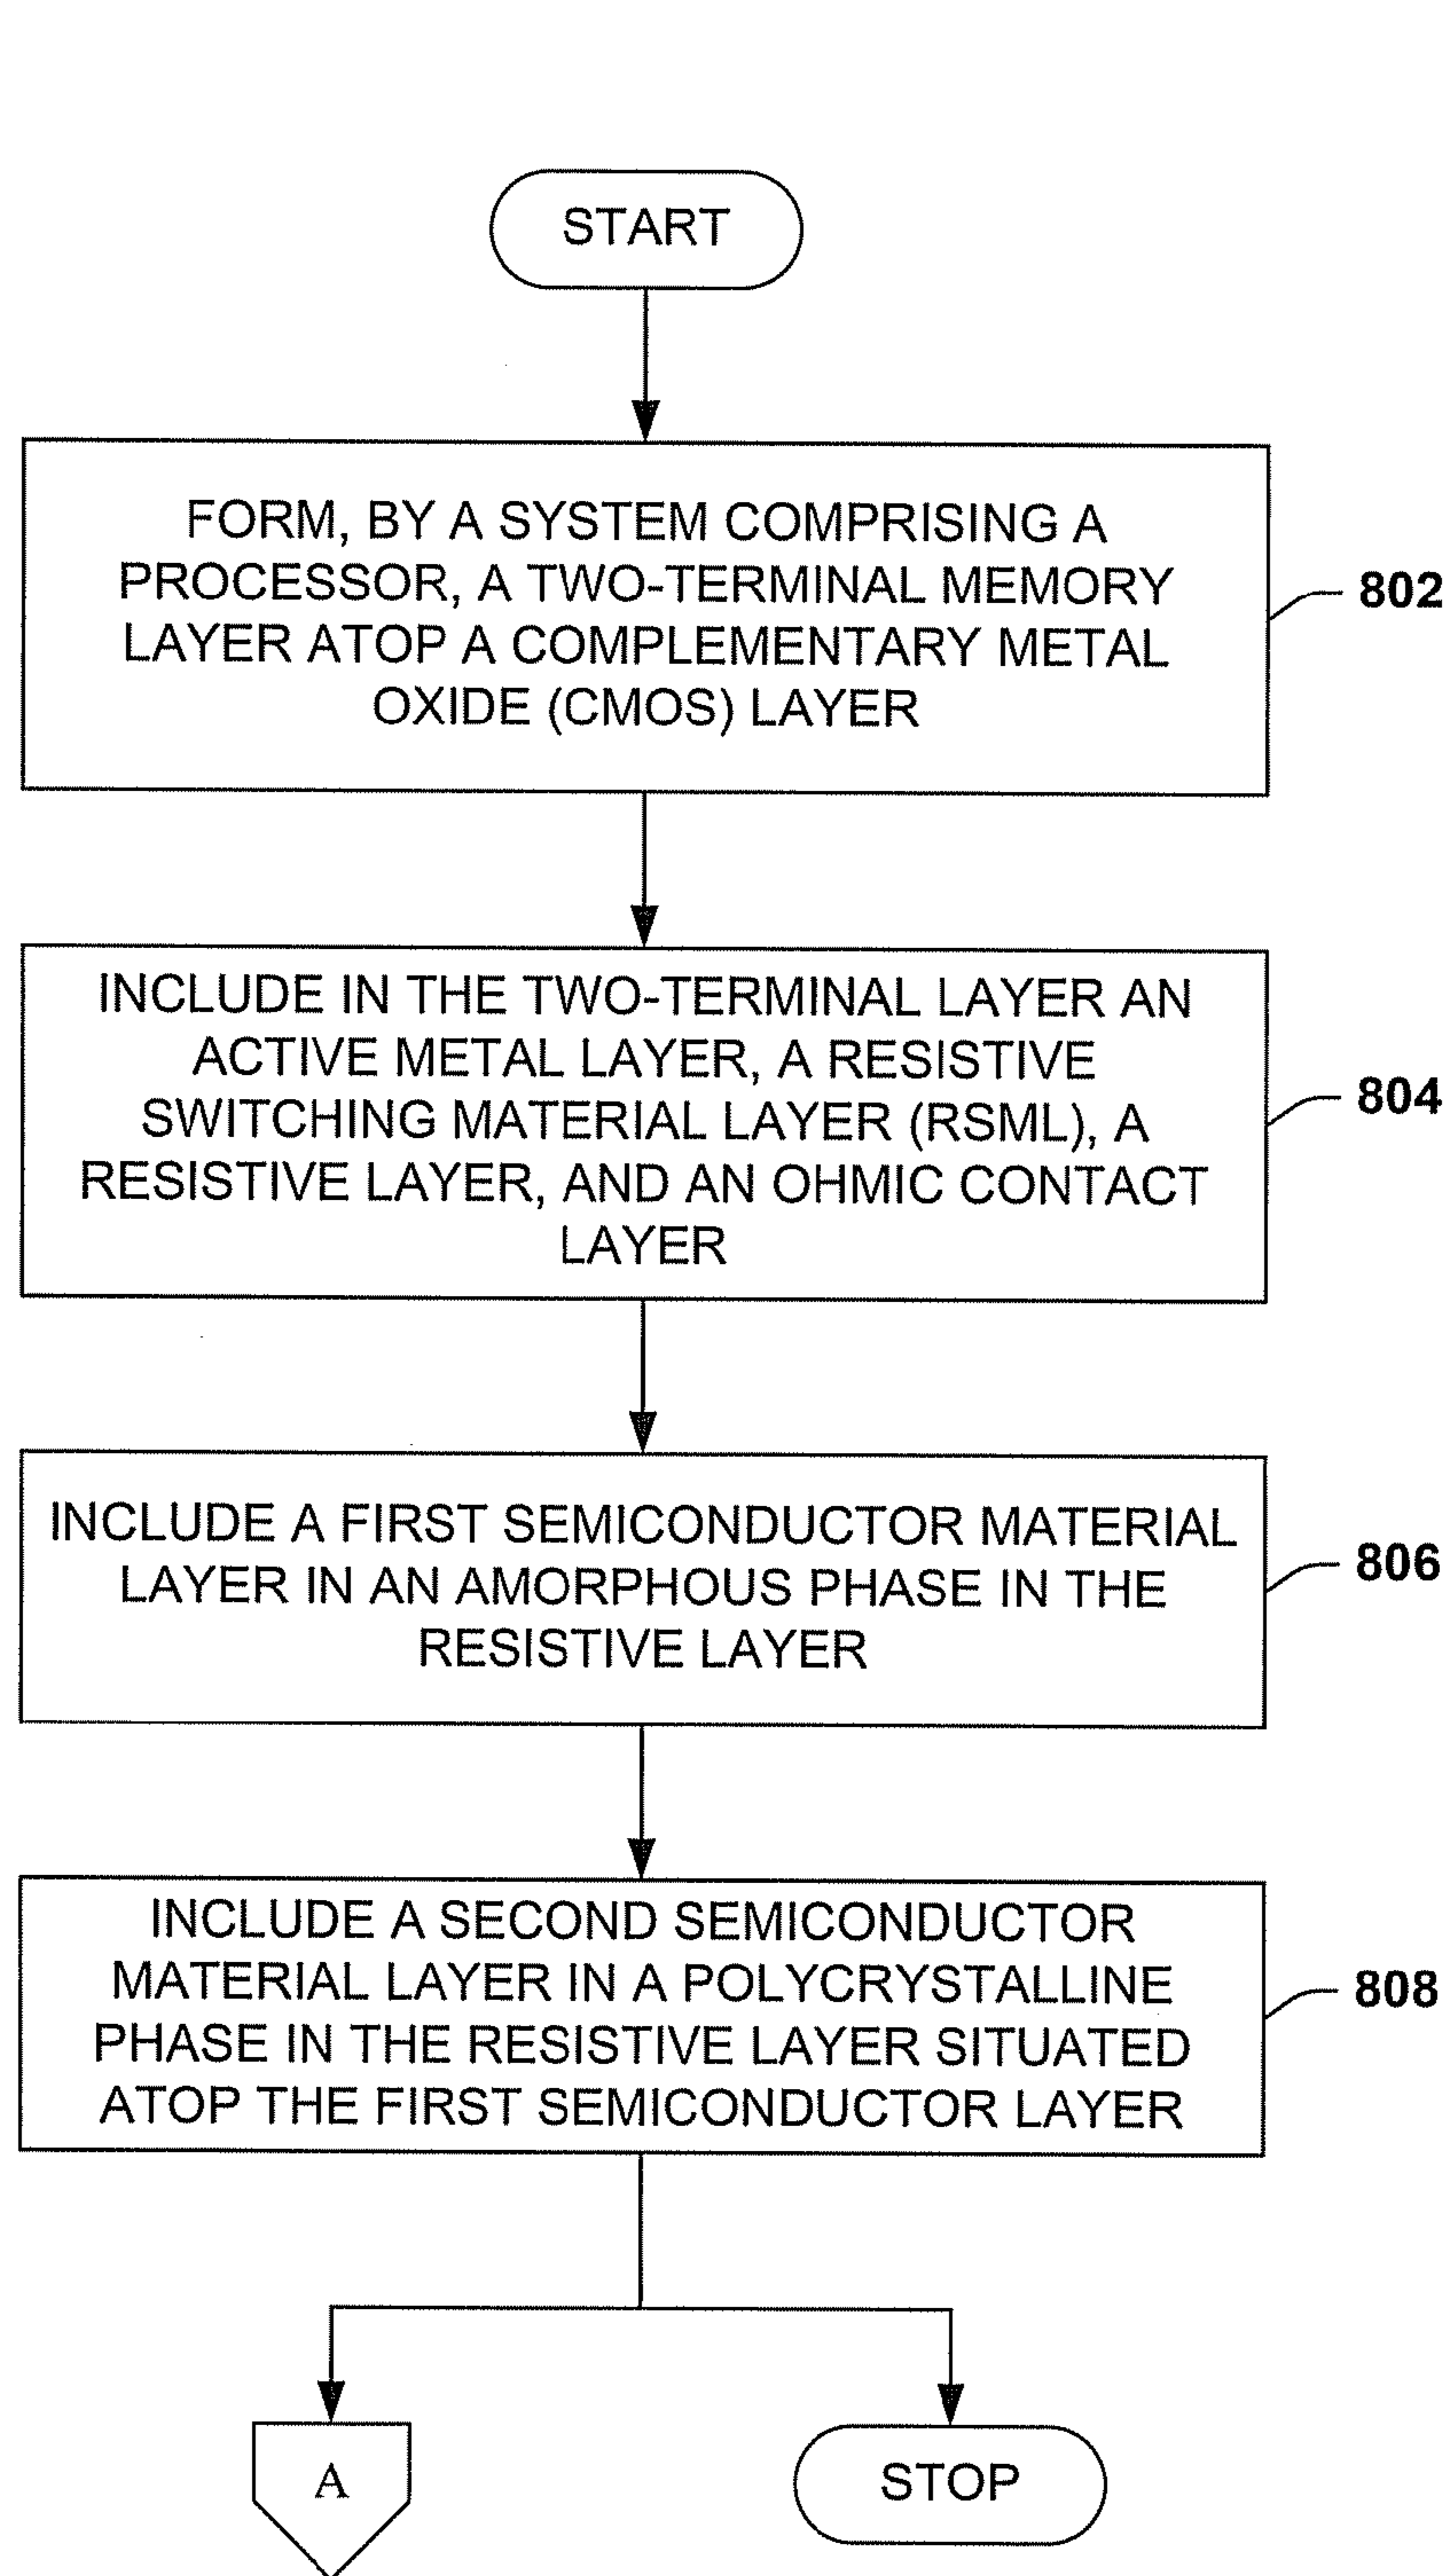 START
FORM, BY A SYSTEM COMPRISING A
PROCESSOR, A TWO-TERMINAL MEMORY
LAYER ATOP A COMPLEMENTARY METAL
OXIDE (CMOS) LAYER
802
INCLUDE IN THE TWO-TERMINAL LAYER AN
ACTIVE METAL LAYER, A RESISTIVE
SWITCHING MATERIAL LAYER (RSML), A
RESISTIVE LAYER, AND AN OHMIC CONTACT
LAYER
804
INCLUDE A FIRST SEMICONDUCTOR MATERIAL
LAYER IN AN AMORPHOUS PHASE IN THE
RESISTIVE LAYER
806
INCLUDE A SECOND SEMICONDUCTOR
MATERIAL LAYER IN A POLYCRYSTALLINE
PHASE IN THE RESISTIVE LAYER SITUATED
ATOP THE FIRST SEMICONDUCTOR LAYER
808
A
STOP